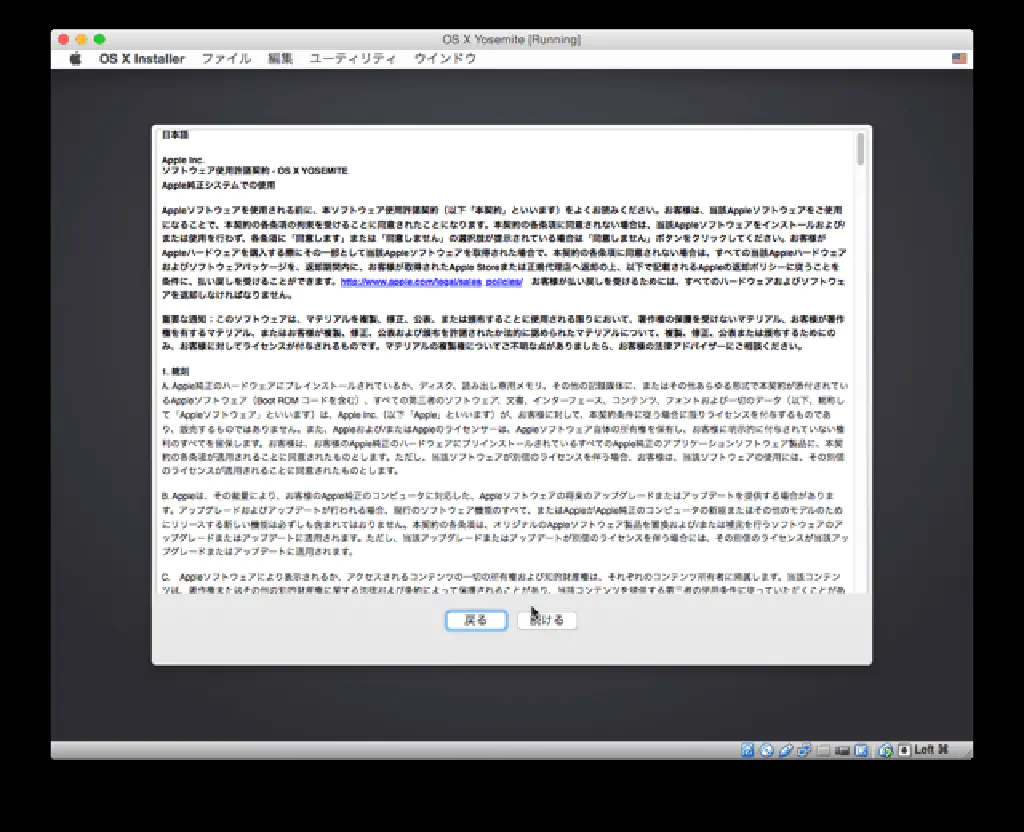 OS X Yosemite [Running]
OS X Installer ファイル 編集 ユーティリティ ウインドウ
日本語
Apple Inc.
ソフトウェア使用許諾契約 - OS X YOSEMITE
Apple純正システムでの使用
Appleソフトウェアを使用される前に、本ソフトウェア使用許諾契約（以下「本契約」といいます）をよくお読みください。お客様は、当該Appleソフトウェアをご使用
になることで、本契約の各条項の拘束を受けることに同意されたことになります。本契約の各条項に同意されない場合は、当該Appleソフトウェアをインストールおよび/
または使用を行わず、各条項に「同意します」または「同意しません」の選択肢が提示されている場合は「同意しません」ボタンをクリックしてください。お客様が
Appleハードウェアを購入する際にその一部として当該Appleソフトウェアを取得された場合で、本契約の各条項に同意されない場合は、すべての当該Appleハードウェア
およびソフトウェアパッケージを、返却期間内に、お客様が取得されたApple Storeまたは正規代理店へ返却の上、以下で記載されるAppleの返却ポリシーに従うことを
条件に、払い戻しを受けることができます。http://www.apple.com/legal/sales_policies/ お客様が払い戻しを受けるためには、すべてのハードウェアおよびソフトウェ
アを返却しなければなりません。
重要な通知：このソフトウェアは、マテリアルを複製、修正、公表、または頒布することに使用される限りにおいて、著作権の保護を受けないマテリアル、お客様が著作
権を有するマテリアル、またはお客様が複製、修正、公表および頒布を許諾されたか法的に認められたマテリアルについて、複製、修正、公表または頒布するためにの
み、お客様に対してライセンスが付与されるものです。マテリアルの複製権についてご不明な点がありましたら、お客様の法律アドバイザーにご相談ください。
1. 総則
A. Apple純正のハードウェアにプレインストールされているか、ディスク、読み出し専用メモリ、その他の記録媒体に、またはその他あらゆる形式で本契約が添付されてい
るAppleソフトウェア（Boot ROM コードを含む）、すべての第三者のソフトウェア、文書、インターフェース、コンテンツ、フォントおよび一切のデータ（以下、総称し
て「Appleソフトウェア」といいます）は、Apple Inc.（以下「Apple」といいます）が、お客様に対して、本契約条件に従う場合に限りライセンスを付与するものであ
り、販売するものではありません。また、Appleおよび/またはAppleのライセンサーは、Appleソフトウェア自体の所有権を保有し、お客様に明示的に付与されていない権
利のすべてを留保します。お客様は、お客様のApple純正のハードウェアにプリインストールされているすべてのApple純正のアプリケーションソフトウェア製品に、本契
約の各条項が適用されることに同意されたものとします。ただし、当該ソフトウェアが別個のライセンスを伴う場合、お客様は、当該ソフトウェアの使用には、その別個
のライセンスが適用されることに同意されたものとします。
B. Appleは、その裁量により、お客様のApple純正のコンピュータに対応した、Appleソフトウェアの将来のアップグレードまたはアップデートを提供する場合がありま
す。アップグレードおよびアップデートが行われる場合、現行のソフトウェア機能のすべて、またはAppleがApple純正のコンピュータの新版またはその他のモデルのため
にリリースする新しい機能は必ずしも含まれてはおりません。本契約の各条項は、オリジナルのAppleソフトウェア製品を置換および/または補完を行うソフトウェアのア
ップグレードまたはアップデートに適用されます。ただし、当該アップグレードまたはアップデートが別個のライセンスを伴う場合には、その別個のライセンスが当該アッ
プグレードまたはアップデートに適用されます。
C. Appleソフトウェアにより表示されるか、アクセスされるコンテンツの一切の所有権および知的財産権は、それぞれのコンテンツ所有者に帰属します。当該コンテン
ツは、著作権またはその他の知的財産権に関する法律および条約によって保護されることがあり、当該コンテンツを提供する第三者の使用条件に従っていただくことがあ
戻る 続ける
Left ⌘